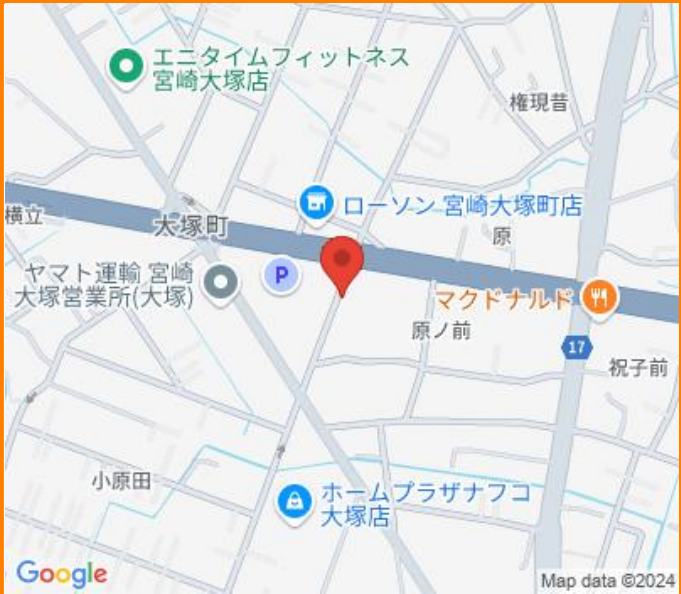 エニタイムフィットネス
宮崎大塚店
権現昔
横立
大塚町
ローソン 宮崎大塚町店
原
ヤマト運輸 宮崎
大塚営業所(大塚)
P
マクドナルド
原ノ前
17
祝子前
小原田
ホームプラザナフコ
大塚店
Google
Map data ©2024